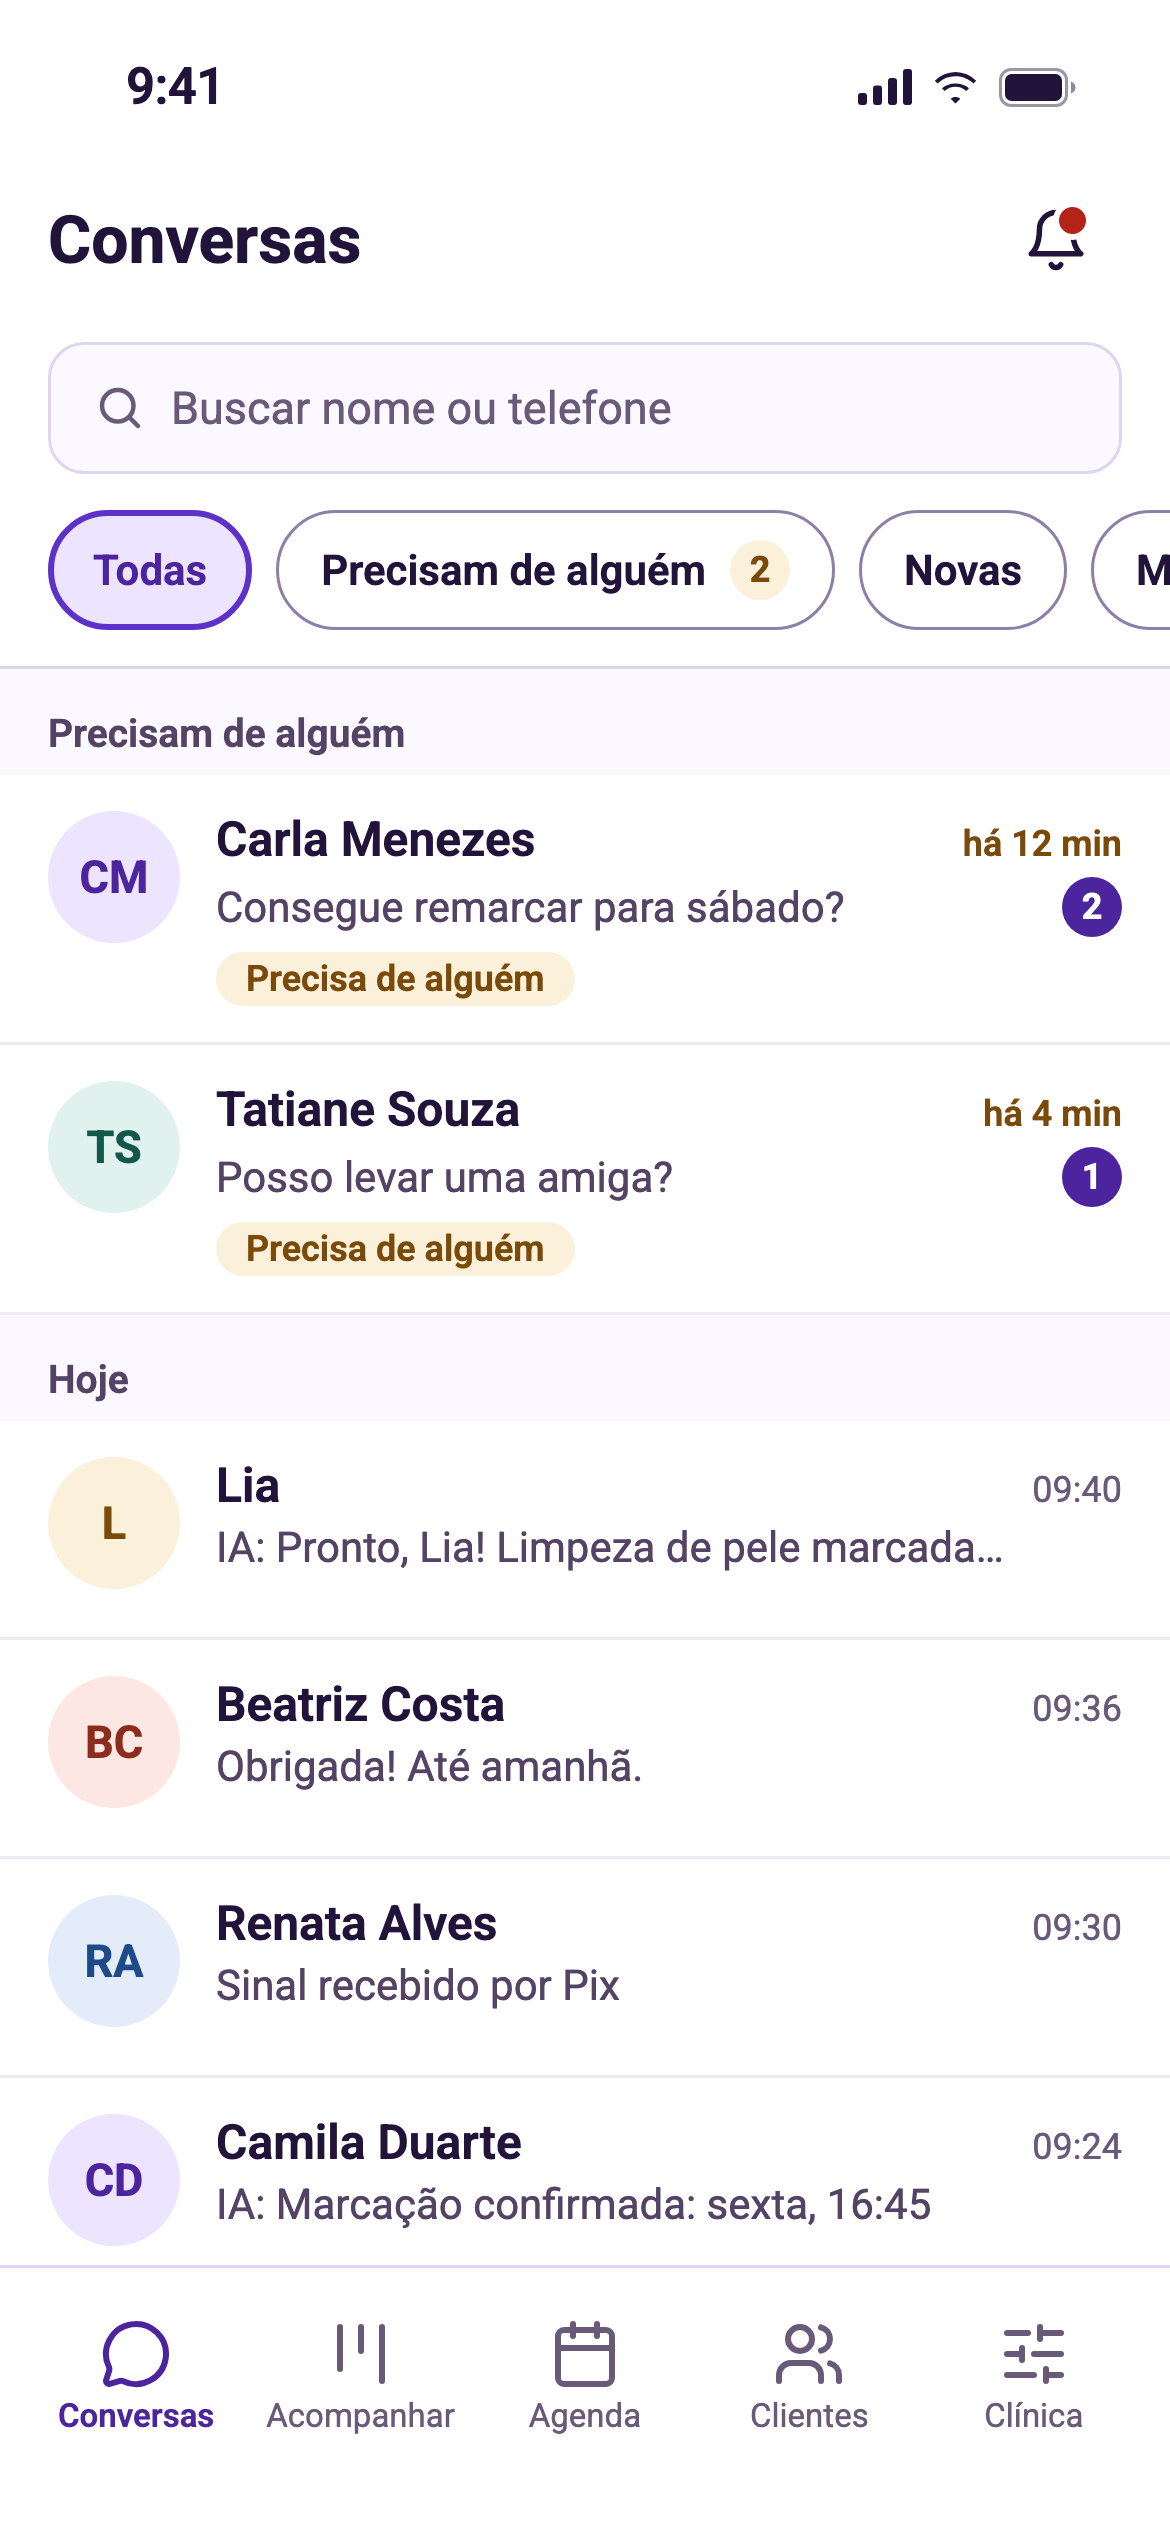 9:41
Conversas
Buscar nome ou telefone
Todas
Precisam de alguém 2
Novas
M
Precisam de alguém
CM
Carla Menezes
há 12 min
Consegue remarcar para sábado?
2
Precisa de alguém
TS
Tatiane Souza
há 4 min
Posso levar uma amiga?
1
Precisa de alguém
Hoje
L
Lia
09:40
IA: Pronto, Lia! Limpeza de pele marcada...
BC
Beatriz Costa
09:36
Obrigada! Até amanhã.
RA
Renata Alves
09:30
Sinal recebido por Pix
CD
Camila Duarte
09:24
IA: Marcação confirmada: sexta, 16:45
Conversas
Acompanhar
Agenda
Clientes
Clínica